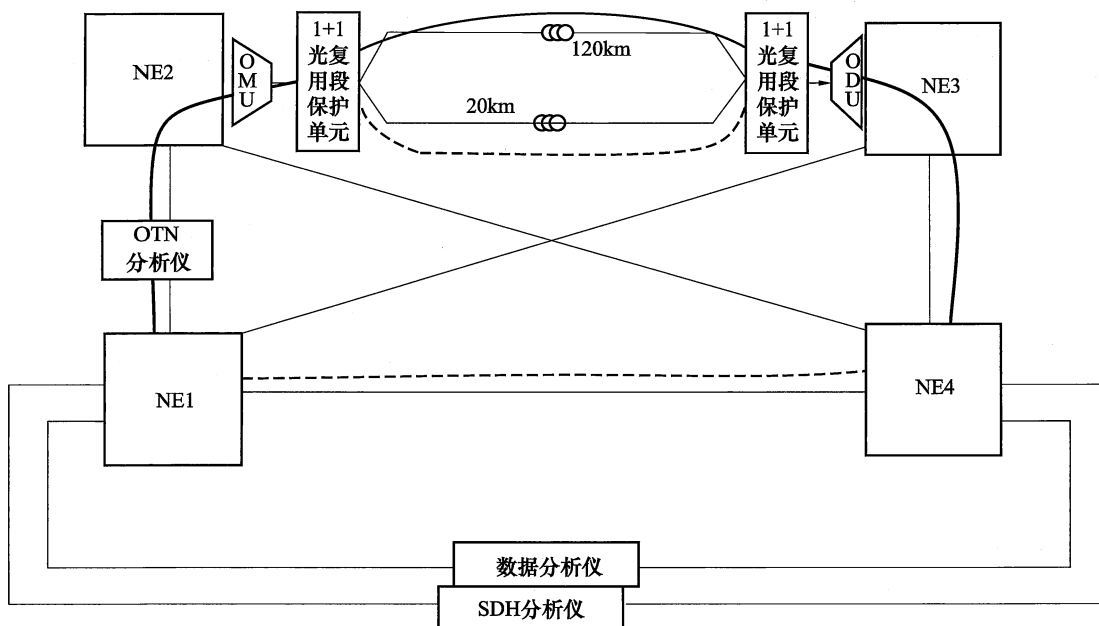 NE2
OMU
1+1
光复
用段
保护
单元
120km
20km
1+1
光复
用段
保护
单元
ODU
NE3
OTN
分析仪
NE1
NE4
数据分析仪
SDH分析仪